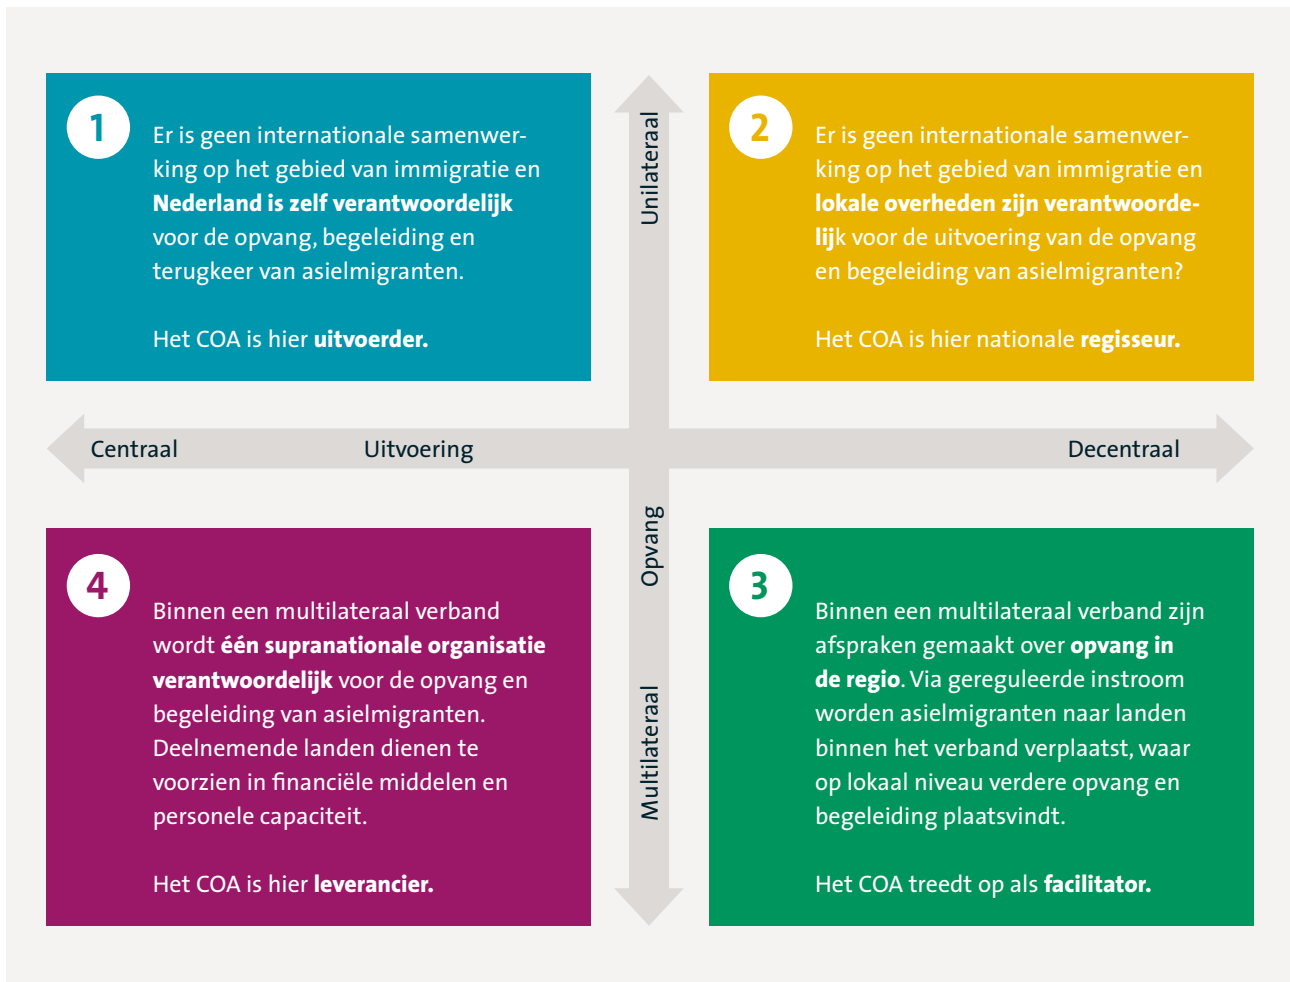 1
Er is geen internationale samenwer-
king op het gebied van immigratie en
Nederland is zelf verantwoordelijk
voor de opvang, begeleiding en
terugkeer van asielmigranten.
Het COA is hier uitvoerder.
Unilateraal
2
Er is geen internationale samenwer-
king op het gebied van immigratie en
lokale overheden zijn verantwoorde-
lijk voor de uitvoering van de opvang
en begeleiding van asielmigranten?
Het COA is hier nationale regisseur.
Centraal
Uitvoering
Decentraal
Opvang
Multilateraal
4
Binnen een multilateraal verband
wordt één supranationale organisatie
verantwoordelijk voor de opvang en
begeleiding van asielmigranten.
Deelnemende landen dienen te
voorzien in financiële middelen en
personele capaciteit.
Het COA is hier leverancier.
3
Binnen een multilateraal verband zijn
afspraken gemaakt over opvang in
de regio. Via gereguleerde instroom
worden asielmigranten naar landen
binnen het verband verplaatst, waar
op lokaal niveau verdere opvang en
begeleiding plaatsvindt.
Het COA treedt op als facilitator.